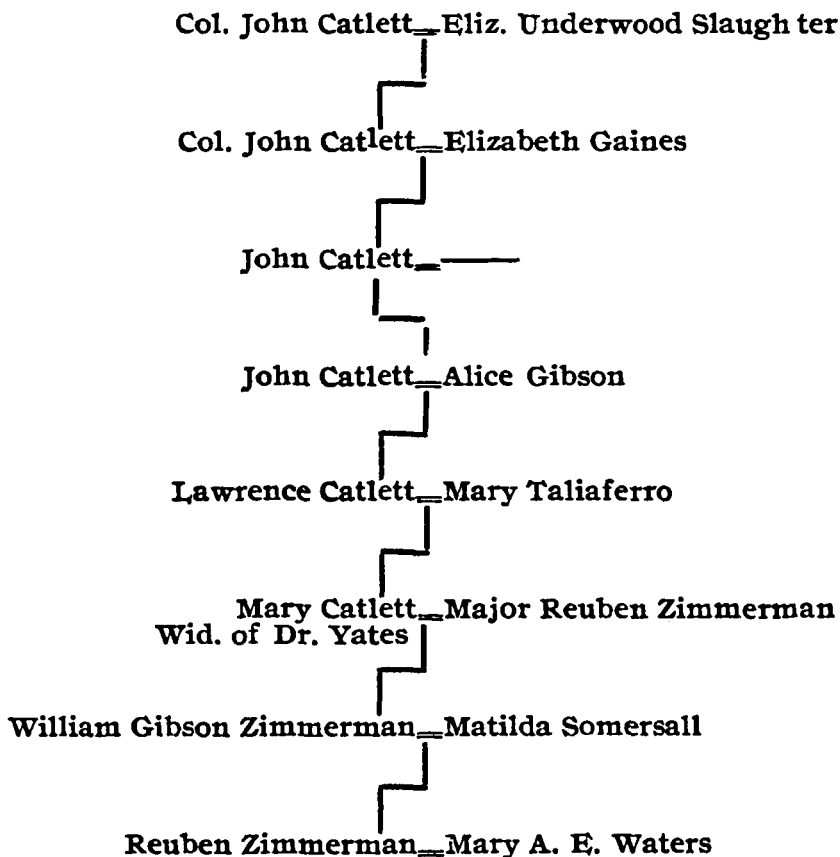 Col. John Catlett=Eliz. Underwood Slaugh ter
Col. John Catlett=Elizabeth Gaines
John Catlett=———
John Catlett=Alice Gibson
Lawrence Catlett=Mary Taliaferro
Mary Catlett=Major Reuben Zimmerman
Wid. of Dr. Yates
William Gibson Zimmerman=Matilda Somersall
Reuben Zimmerman=Mary A. E. Waters